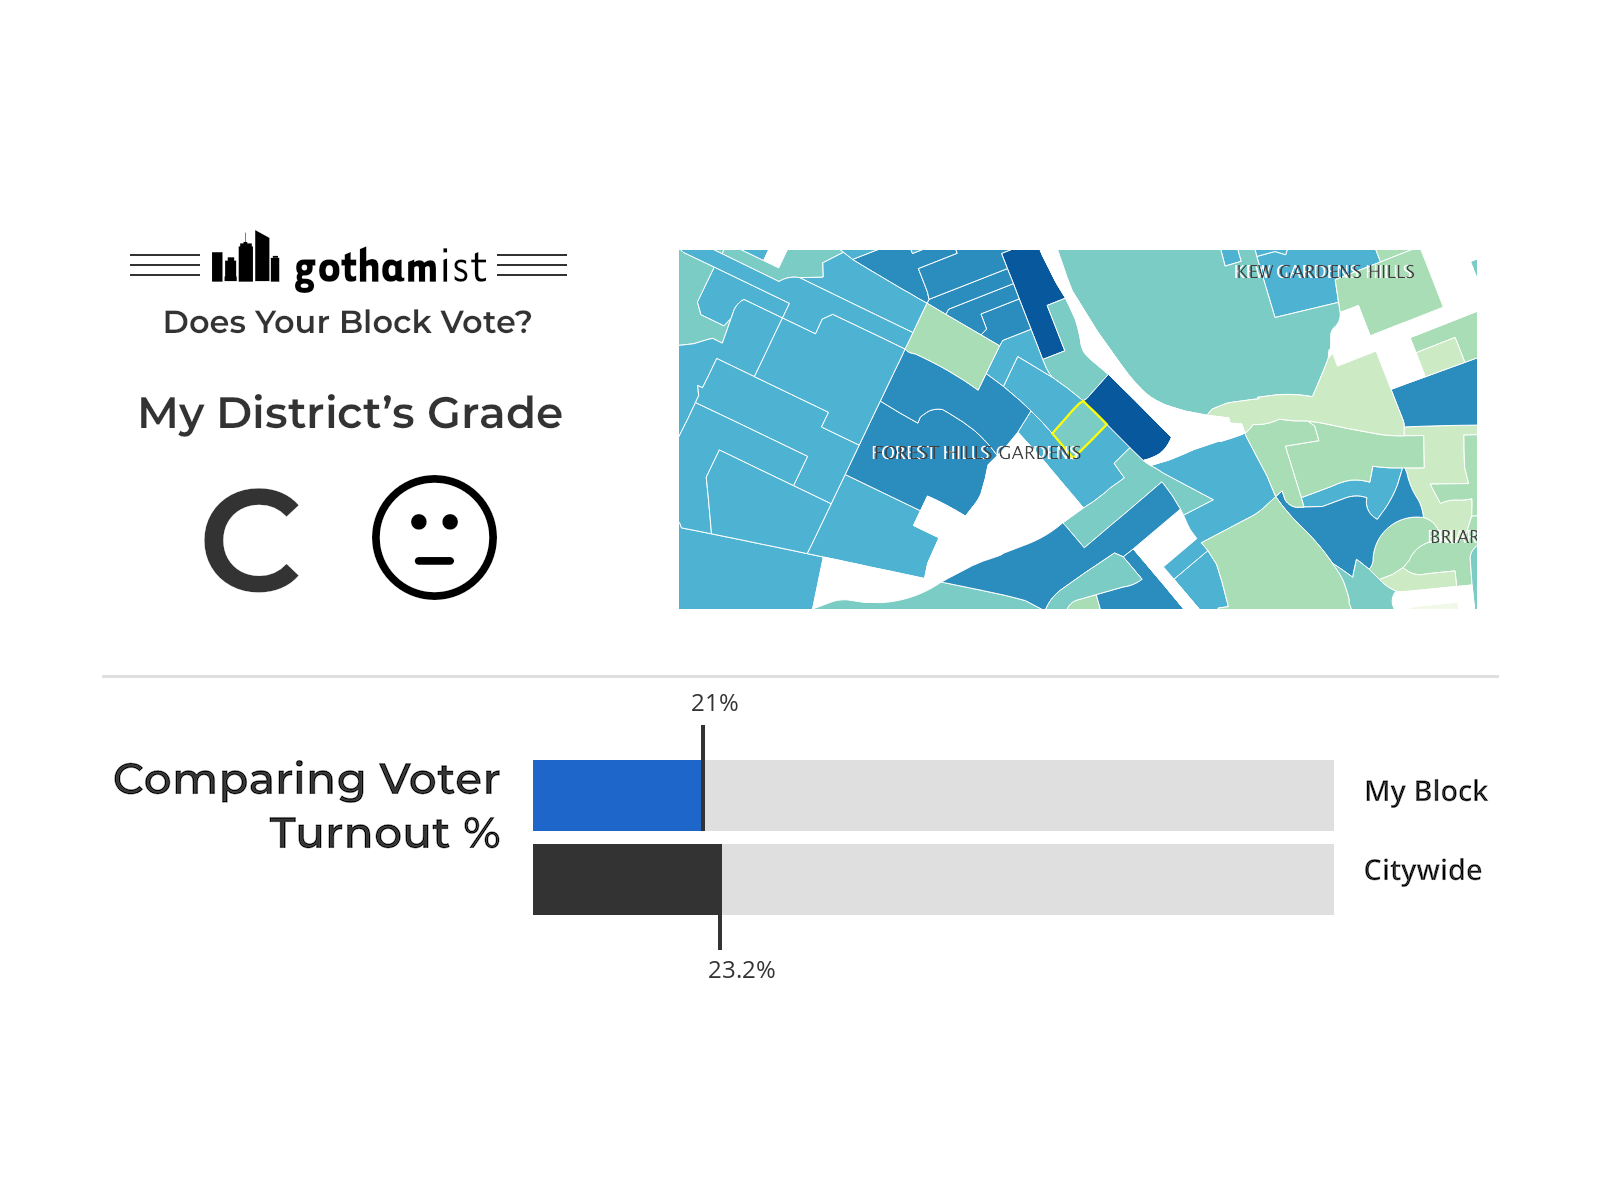 gothamist
Does Your Block Vote?
My District's Grade
C
KEW GARDENS HILLS
FOREST HILLS GARDENS
BRIAR
21%
Comparing Voter
Turnout %
My Block
Citywide
23.2%